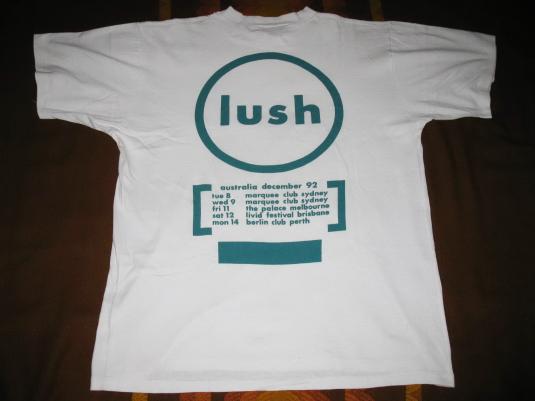 lush
australia december 92
tue 8 marquee club sydney
wed 9 marquee club sydney
fri 11 the palace melbourne
sat 12 livid festival brisbane
mon 14 berlin club perth